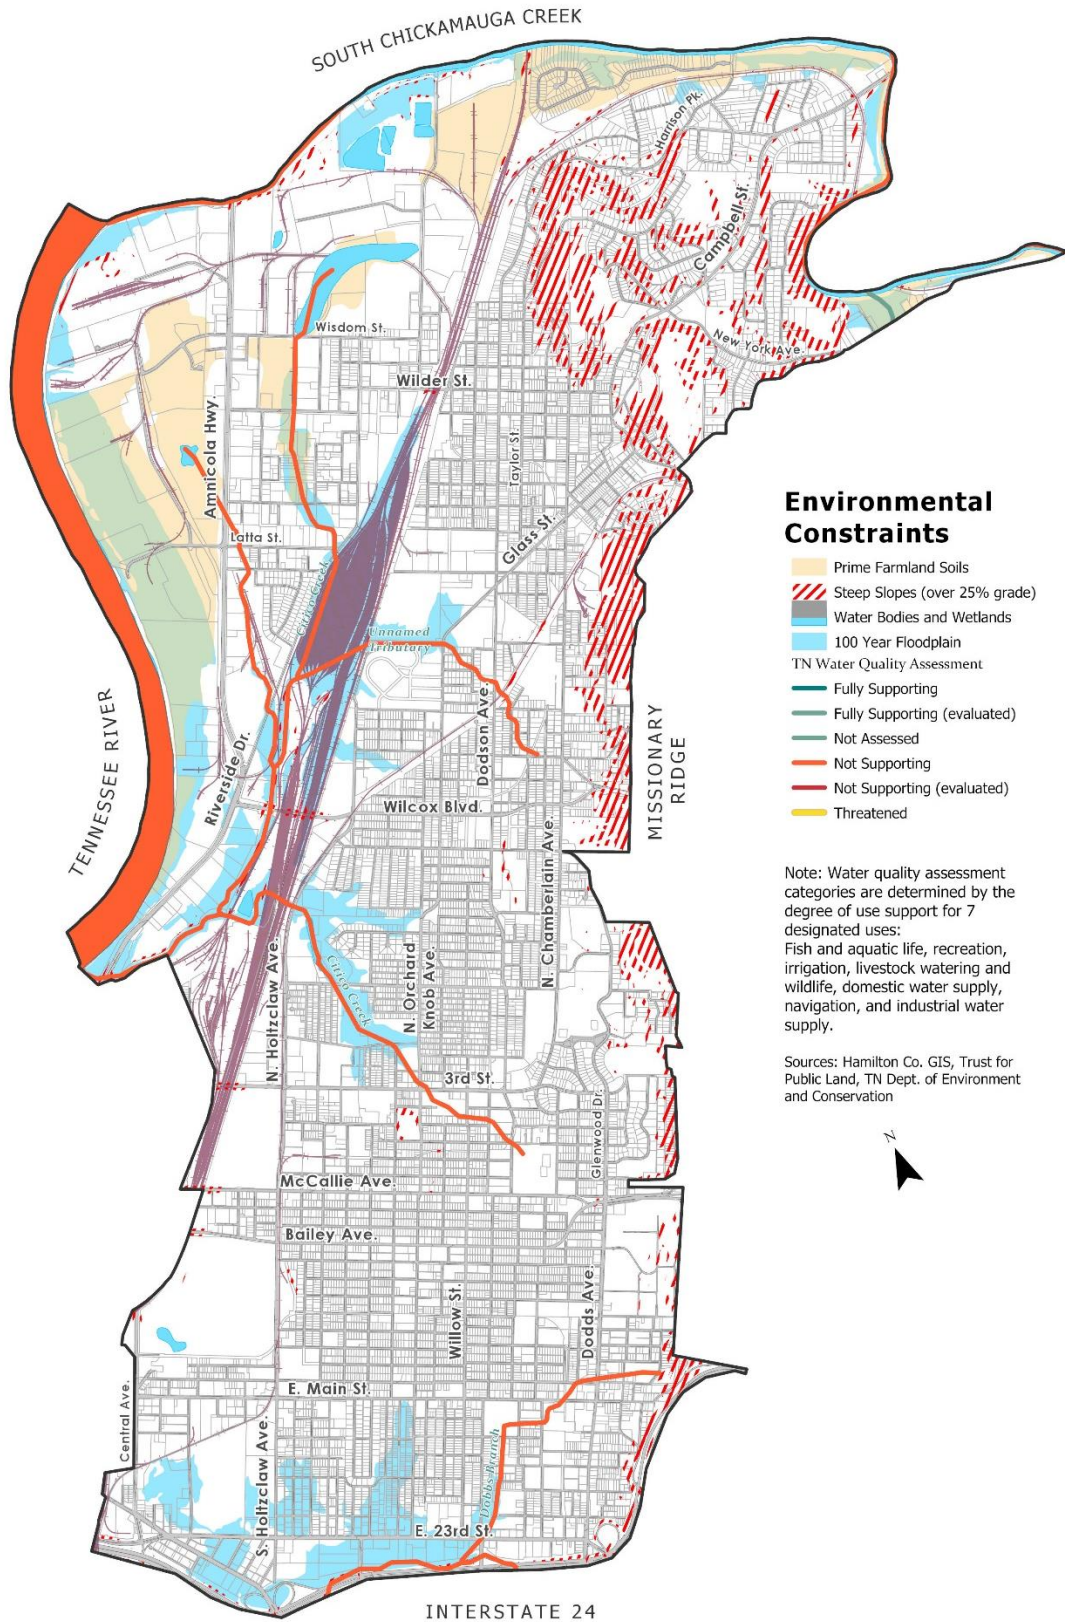 SOUTH CHICKAMAUGA CREEK
Harrison Pk.
Campbell St.
Wisdom St.
New York Ave.
Wilder St.
Amnicola Hwy.
Taylor St.
Glass St.
Latta St.
Citico Creek
Unnamed
Tributary
Dodson Ave.
Riverside Dr.
TENNESSEE RIVER
MISSIONARY
RIDGE
Wilcox Blvd.
N. Chamberlain Ave.
N. Holtzclaw Ave.
Citico Creek
N. Orchard
Knob Ave.
3rd St.
Glenwood Dr.
McCallie Ave.
Bailey Ave.
Willow St.
Dodds Ave.
E. Main St.
Central Ave.
S. Holtzclaw Ave.
Dobbs Branch
E. 23rd St.
INTERSTATE 24
Environmental
Constraints
Prime Farmland Soils
Steep Slopes (over 25% grade)
Water Bodies and Wetlands
100 Year Floodplain
TN Water Quality Assessment
Fully Supporting
Fully Supporting (evaluated)
Not Assessed
Not Supporting
Not Supporting (evaluated)
Threatened
Note: Water quality assessment
categories are determined by the
degree of use support for 7
designated uses:
Fish and aquatic life, recreation,
irrigation, livestock watering and
wildlife, domestic water supply,
navigation, and industrial water
supply.
Sources: Hamilton Co. GIS, Trust for
Public Land, TN Dept. of Environment
and Conservation
N